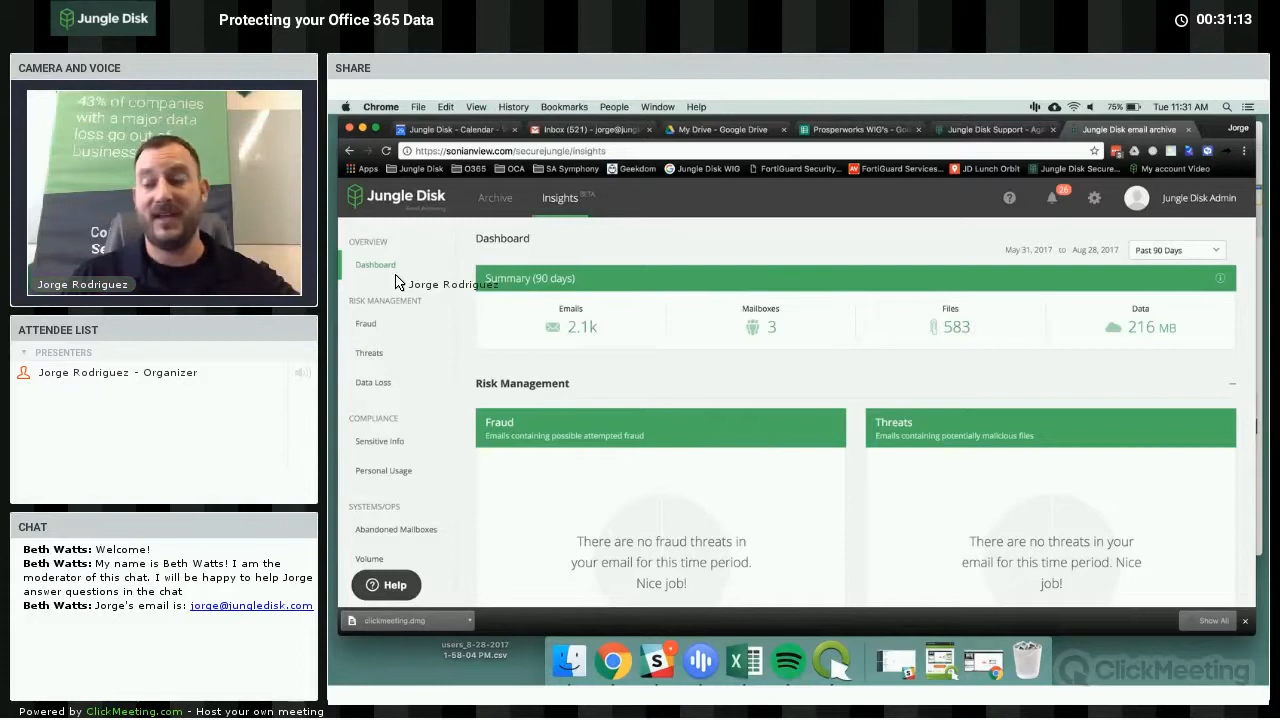 Jungle Disk
Protecting your Office 365 Data
00:31:13
CAMERA AND VOICE
43% of companies
with a major data
loss go out of
business
Co
Se
Jorge Rodriguez
ATTENDEE LIST
PRESENTERS
Jorge Rodriguez - Organizer
CHAT
Beth Watts: Welcome!
Beth Watts: My name is Beth Watts! I am the
moderator of this chat. I will be happy to help Jorge
answer questions in the chat
Beth Watts: Jorge's email is: jorge@jungledisk.com
Powered by ClickMeeting.com - Host your own meeting
SHARE
Chrome File Edit View History Bookmarks People Window Help
75% Tue 11:31 AM
Jungle Disk - Calendar - Inbox (521) - jorge@jung My Drive - Google Drive Prosperworks WIG's - Go Jungle Disk Support - Ag Jungle Disk email archive Jorge
https://sonianview.com/securejungle/insights
Apps Jungle Disk O365 OCA SA Symphony Geekdom Jungle Disk WIG FortiGuard Security... FortiGuard Services... JD Lunch Orbit Jungle Disk Secure... My account Video
Jungle Disk
Archive Insights BETA
26
Jungle Disk Admin
OVERVIEW
Dashboard
Jorge Rodriguez
RISK MANAGEMENT
Fraud
Threats
Data Loss
COMPLIANCE
Sensitive Info
Personal Usage
SYSTEMS/OPS
Abandoned Mailboxes
Volume
Help
Dashboard
May 31, 2017 to Aug 28, 2017 Past 90 Days
Summary (90 days)
Emails Mailboxes Files Data
2.1k 3 583 216 MB
Risk Management
Fraud
Emails containing possible attempted fraud
There are no fraud threats in
your email for this time period.
Nice job!
Threats
Emails containing potentially malicious files
There are no threats in your
email for this time period. Nice
job!
clickmeeting.dmg
Show All
users_8-28-2017
1-58-04 PM.csv
ClickMeeting